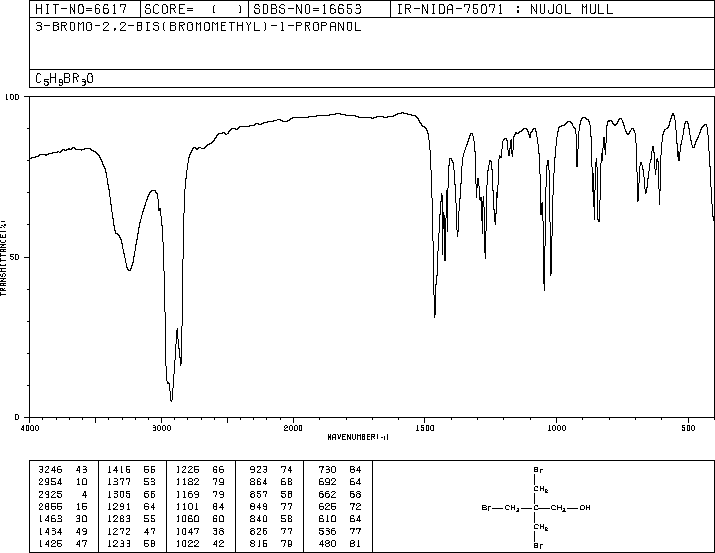 HIT-NO=6617 SCORE= ( ) SDBS-NO=16653 IR-NIDA-75071 : NUJOL MULL
3-BROMO-2,2-BIS(BROMOMETHYL)-1-PROPANOL
C5H9BR3O
100
50
0
TRANSMITTANCE(%)
4000 3000 2000 1500 1000 500
WAVENUMBER(-1)
3246 43 1416 66 1226 66 923 74 730 84
2954 10 1377 53 1182 79 864 68 692 64
2925 4 1305 66 1169 79 857 58 662 68
2855 15 1291 64 1101 84 849 77 625 72
1463 30 1283 55 1060 60 840 58 610 64
1434 49 1272 47 1047 38 826 77 536 77
1426 47 1233 58 1022 42 816 79 480 81
Br
CH2
Br CH2 C CH2 OH
CH2
Br